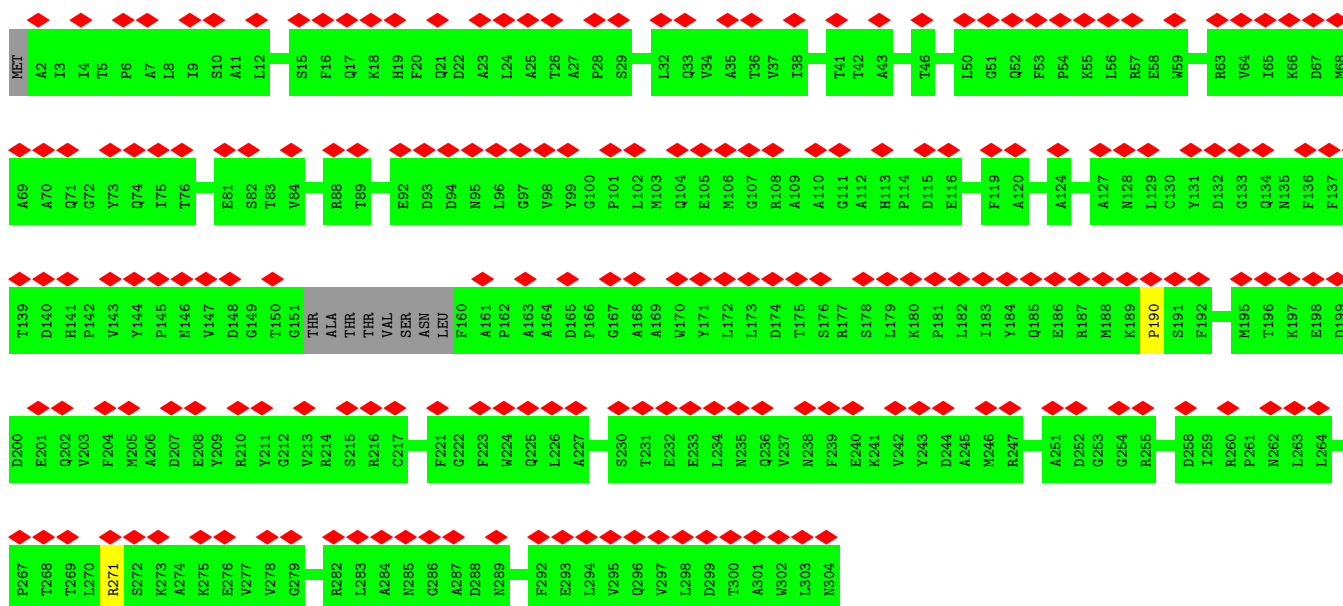 MET A2 I3 I4 T5 P6 A7 L8 I9 S10 A11 L12 S15 F16 Q17 K18 H19 F20 Q21 D22 A23 L24 A25 T26 A27 P28 S29 L32 Q33 V34 A35 T36 V37 I38 T41 T42 A43 T46 L50 G51 Q52 F53 P54 K55 L56 R57 E58 W59 R63 V64 I65 K66 D67 M68
A69 A70 Q71 G72 Y73 Q74 I75 T76 E81 S82 T83 V84 R88 T89 E92 D93 D94 N95 L96 G97 V98 Y99 G100 P101 L102 M103 Q104 E105 M106 G107 R108 A109 A110 G111 A112 H113 P114 D115 E116 F119 A120 A124 A127 N128 L129 C130 Y131 D132 G133 Q134 N135 F136 F137
T139 D140 H141 P142 V143 Y144 P145 N146 V147 D148 G149 T150 G151 THR ALA THR THR VAL SER ASN LEU F160 A161 P162 A163 A164 D165 P166 G167 A168 A169 W170 Y171 L172 L173 D174 T175 S176 R177 S178 L179 K180 P181 L182 I183 Y184 Q185 E186 R187 M188 K189 P190 S191 F192 M195 T196 K197 E198 D199
D200 E201 Q202 V203 F204 M205 A206 D207 E208 Y209 R210 Y211 G212 V213 R214 S215 R216 C217 F221 G222 F223 W224 Q225 L226 A227 S230 T231 E232 E233 L234 N235 Q236 V237 N238 F239 E240 K241 V242 Y243 D244 A245 M246 R247 A251 D252 G253 G254 R255 D258 I259 R260 P261 N262 L263 L264
P267 T268 T269 L270 R271 S272 K273 A274 K275 E276 V277 V278 G279 R282 L283 A284 N285 G286 A287 D288 N289 F292 E293 L294 V295 Q296 V297 L298 D299 T300 A301 W302 L303 N304